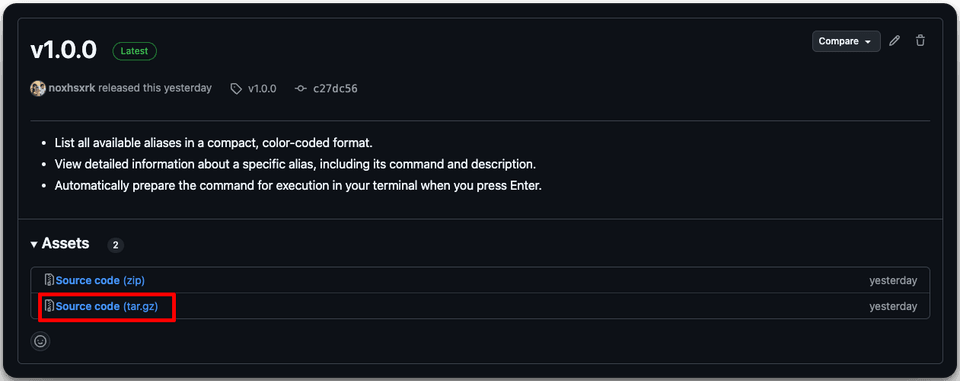 v1.0.0 Latest Compare
noxhsxrk released this yesterday v1.0.0 c27dc56
List all available aliases in a compact, color-coded format.
View detailed information about a specific alias, including its command and description.
Automatically prepare the command for execution in your terminal when you press Enter.
Assets 2
Source code (zip) yesterday
Source code (tar.gz) yesterday